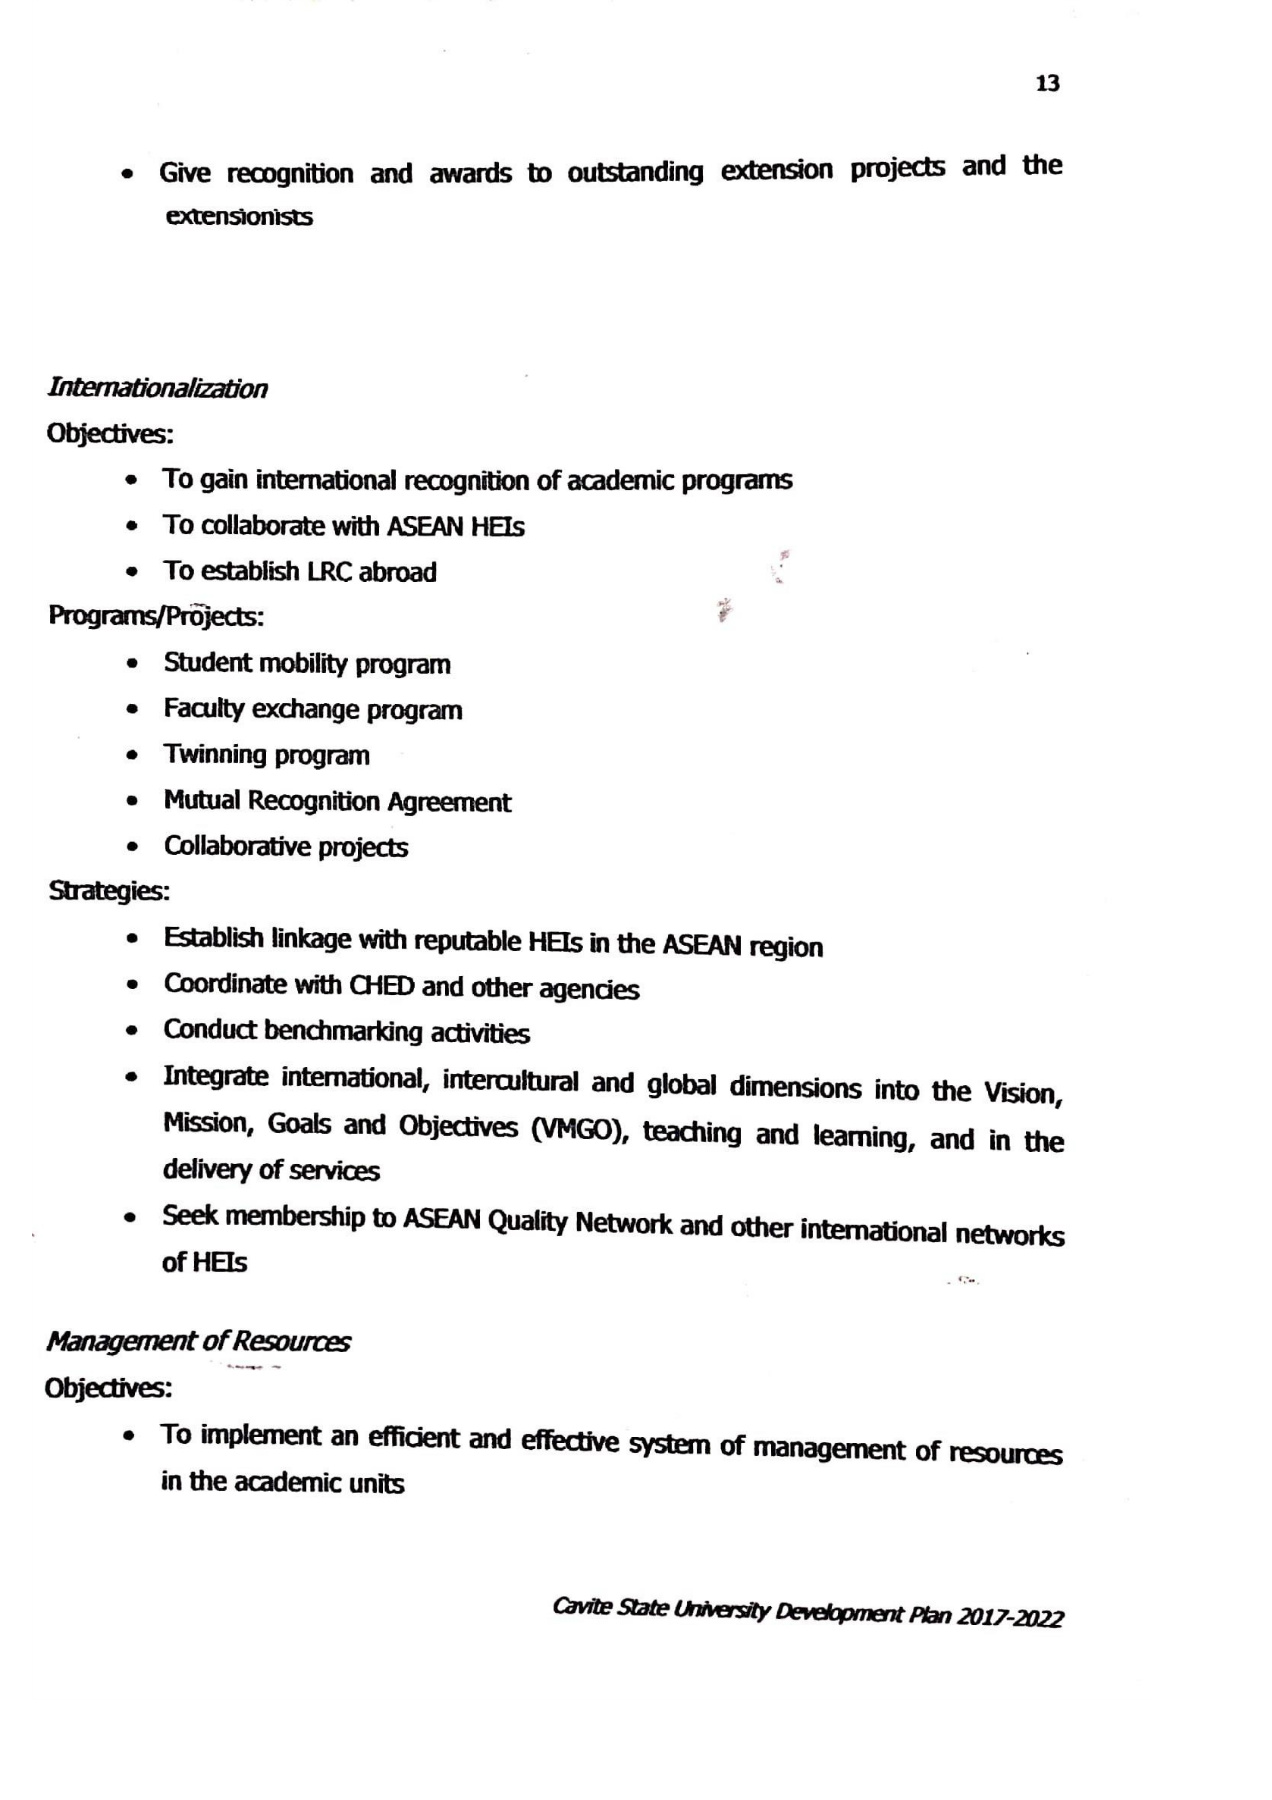 13
• Give recognition and awards to outstanding extension projects and the
extensionists
Internationalization
Objectives:
• To gain international recognition of academic programs
• To collaborate with ASEAN HEIs
• To establish LRC abroad
Programs/Projects:
• Student mobility program
• Faculty exchange program
• Twinning program
• Mutual Recognition Agreement
• Collaborative projects
Strategies:
• Establish linkage with reputable HEIs in the ASEAN region
• Coordinate with CHED and other agencies
• Conduct benchmarking activities
• Integrate international, intercultural and global dimensions into the Vision,
Mission, Goals and Objectives (VMGO), teaching and learning, and in the
delivery of services
• Seek membership to ASEAN Quality Network and other international networks
of HEIs
Management of Resources
Objectives:
• To implement an efficient and effective system of management of resources
in the academic units
Cavite State University Development Plan 2017-2022